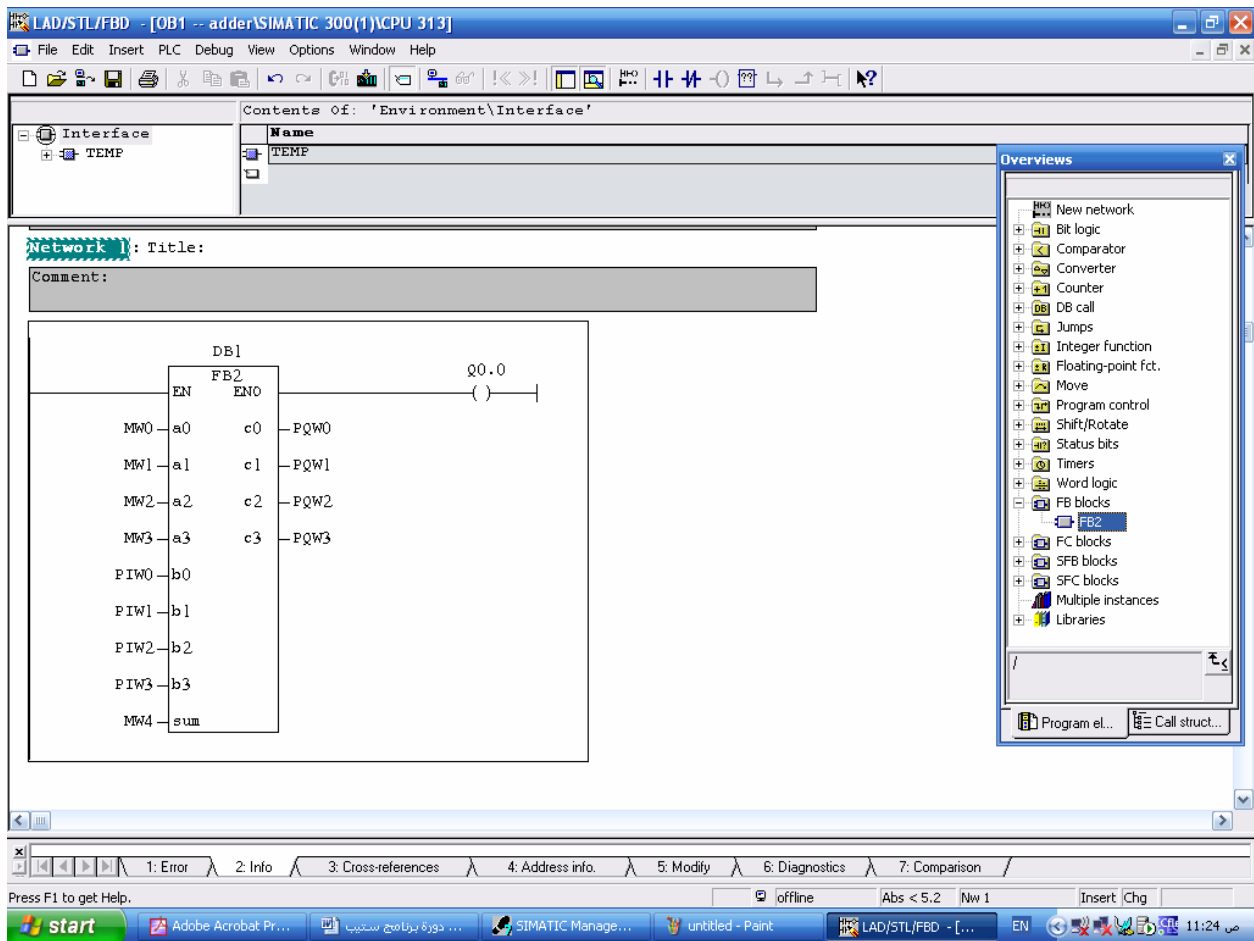 LAD/STL/FBD - [OB1 -- adder\SIMATIC 300(1)\CPU 313]
File Edit Insert PLC Debug View Options Window Help
Contents Of: 'Environment\Interface'
Interface
TEMP
Name
TEMP
Network 1: Title:
Comment:
DB1
FB2
EN ENO
Q0.0
( )
MW0 a0 c0 PQW0
MW1 a1 c1 PQW1
MW2 a2 c2 PQW2
MW3 a3 c3 PQW3
PIW0 b0
PIW1 b1
PIW2 b2
PIW3 b3
MW4 sum
Overviews
New network
Bit logic
Comparator
Converter
Counter
DB call
Jumps
Integer function
Floating-point fct.
Move
Program control
Shift/Rotate
Status bits
Timers
Word logic
FB blocks
FB2
FC blocks
SFB blocks
SFC blocks
Multiple instances
Libraries
/
Program el... Call struct...
1: Error 2: Info 3: Cross-references 4: Address info. 5: Modify 6: Diagnostics 7: Comparison
Press F1 to get Help. offline Abs < 5.2 Nw 1 Insert Chg
start Adobe Acrobat Pr... دورة برنامج ستيب ... SIMATIC Manage... untitled - Paint LAD/STL/FBD - [... EN 11:24 ص